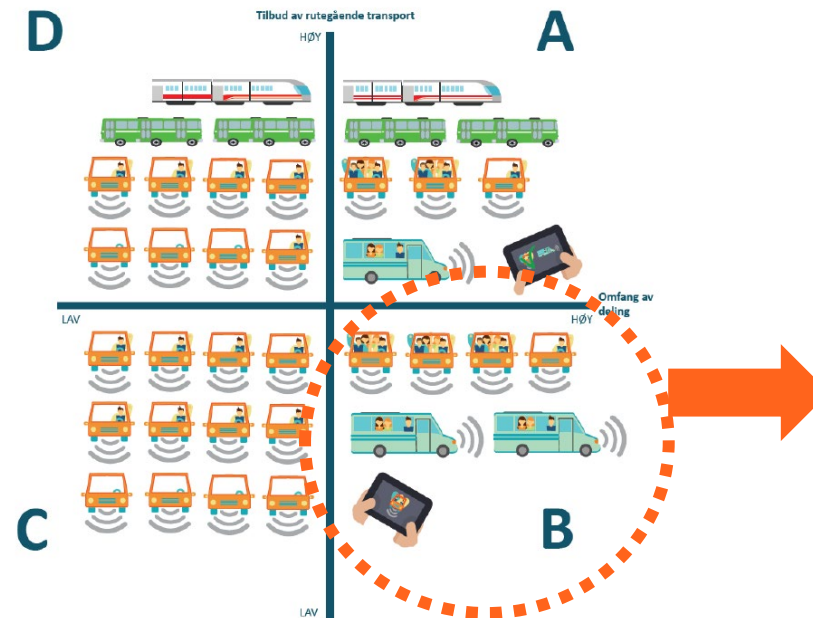 Tilbud av rutegående transport
D
HØY
A
Omfang av
deling
LAV
HØY
C
B
LAV